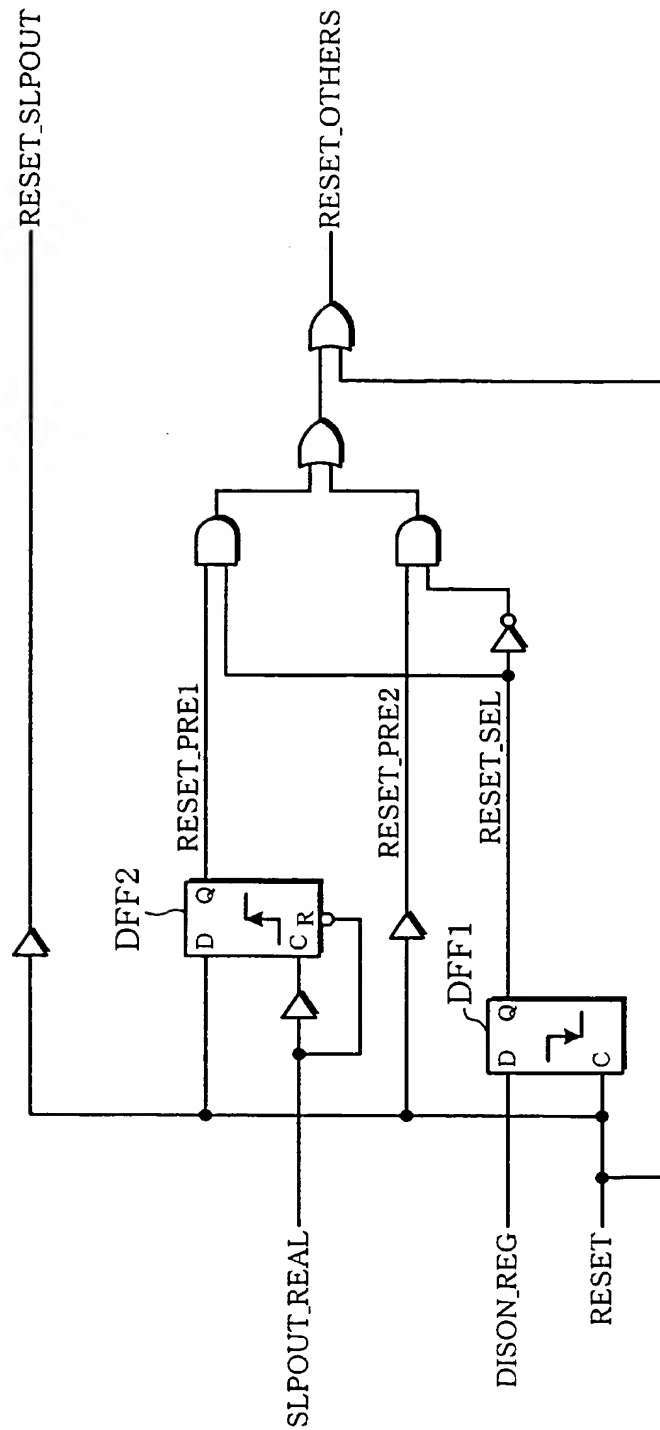 RESET_SLPOUT
RESET_OTHERS
DFF2
D
Q
C
R
RESET_PRE1
RESET_PRE2
RESET_SEL
DFF1
D
Q
C
SLPOUT_REAL
DISON_REG
RESET